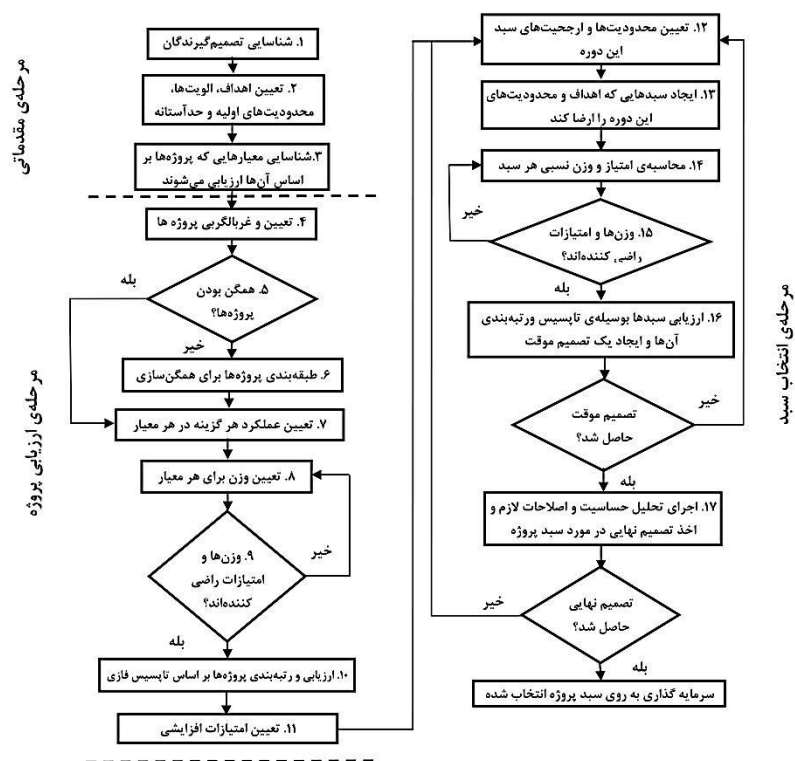 مرحله‌ی مقدماتی
۱. شناسایی تصمیم‌گیرندگان
۲. تعیین اهداف، الویت‌ها،
محدودیت‌های اولیه و حدآستانه
۳.شناسایی معیارهایی که پروژه‌ها بر
اساس آن‌ها ارزیابی می‌شوند
مرحله‌ی ارزیابی پروژه
۴. تعیین و غربالگربی پروژه ها
۵. همگن بودن
پروژه‌ها؟
بله
خیر
۶. طبقه‌بندی پروژه‌ها برای همگن‌سازی
۷. تعیین عملکرد هر گزینه در هر معیار
۸. تعیین وزن برای هر معیار
۹. وزن‌ها و
امتیازات راضی
کننده‌اند؟
خیر
بله
۱۰. ارزیابی و رتبه‌بندی پروژه‌ها بر اساس تاپسیس فازی
۱۱. تعیین امتیازات افزایشی
مرحله‌ی انتخاب سبد
۱۲. تعیین محدودیت‌ها و ارجحیت‌های سبد
این دوره
۱۳. ایجاد سبدهایی که اهداف و محدودیت‌های
این دوره را ارضا کند
۱۴. محاسبه‌ی امتیاز و وزن نسبی هر سبد
خیر
۱۵. وزن‌ها و امتیازات
راضی کننده‌اند؟
بله
۱۶. ارزیابی سبدها بوسیله‌ی تاپسیس ورتبه‌بندی
آن‌ها و ایجاد یک تصمیم موقت
تصمیم موقت
حاصل شد؟
خیر
بله
۱۷. اجرای تحلیل حساسیت و اصلاحات لازم و
اخذ تصمیم نهایی در مورد سبد پروژه
تصمیم نهایی
حاصل شد؟
خیر
بله
سرمایه گذاری به روی سبد پروژه انتخاب شده